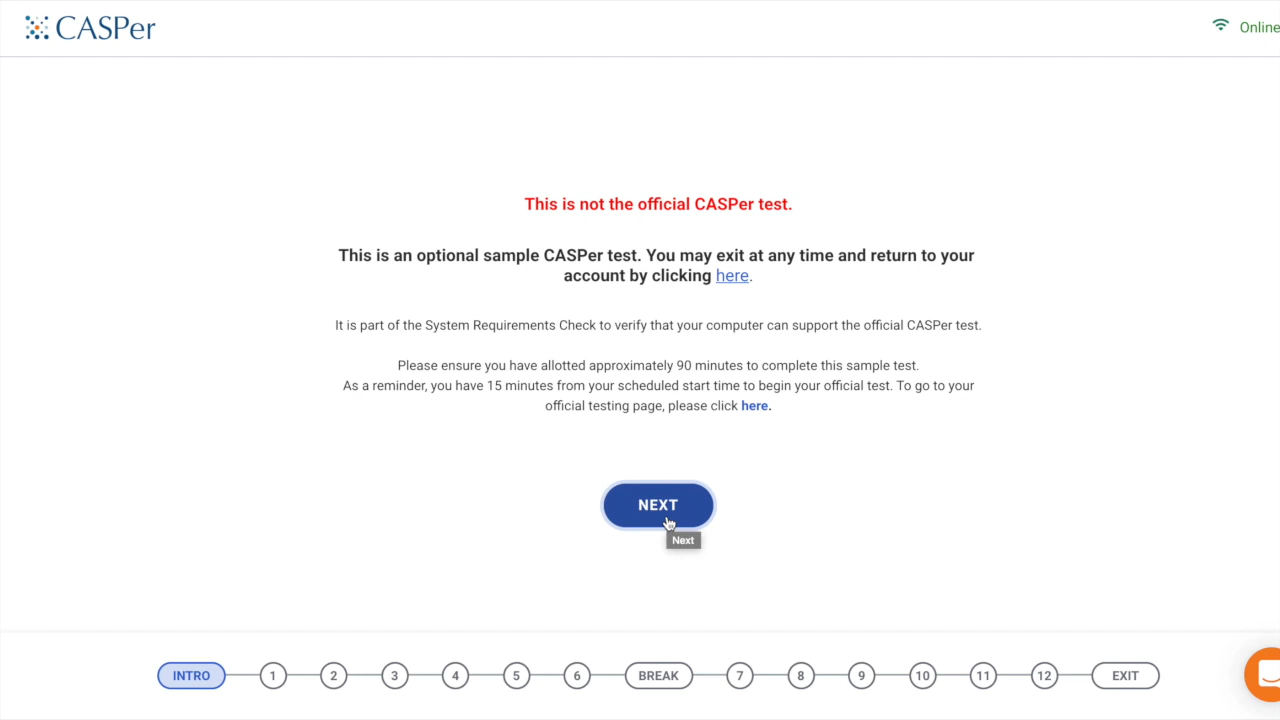 CASPer
Online
This is not the official CASPer test.
This is an optional sample CASPer test. You may exit at any time and return to your
account by clicking here.
It is part of the System Requirements Check to verify that your computer can support the official CASPer test.
Please ensure you have allotted approximately 90 minutes to complete this sample test.
As a reminder, you have 15 minutes from your scheduled start time to begin your official test. To go to your
official testing page, please click here.
NEXT
Next
INTRO 1 2 3 4 5 6 BREAK 7 8 9 10 11 12 EXIT